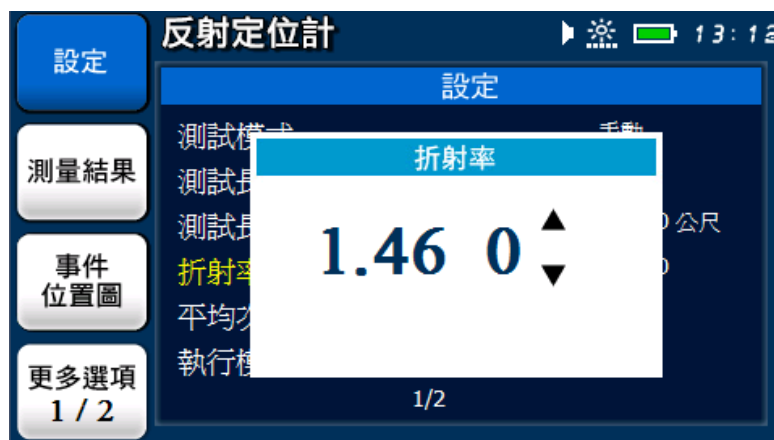 設定
反射定位計
13:12
設定
測量結果
事件
位置圖
更多選項
1 / 2
測試模式
手動
測試長
測試長
公尺
折射率
平均次
執行模
折射率
1.46 0
1/2